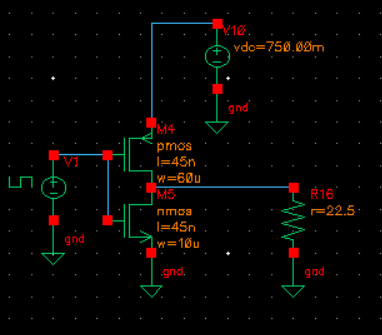 V10
vdc=750.00m
gnd
M4
pmos
l=45n
w=60u
V1
M5
nmos
l=45n
w=10u
R16
r=22.5
gnd
gnd
gnd